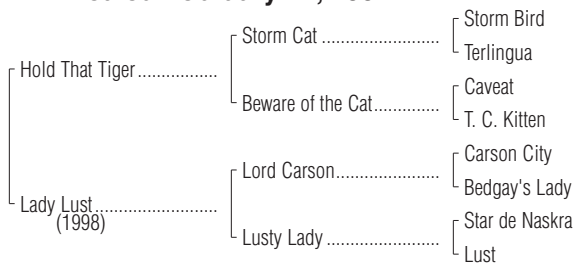 Storm Bird
Storm Cat
Terlingua
Hold That Tiger
Caveat
Beware of the Cat
T. C. Kitten
Carson City
Lord Carson
Bedgay's Lady
Lady Lust
(1998)
Star de Naskra
Lusty Lady
Lust